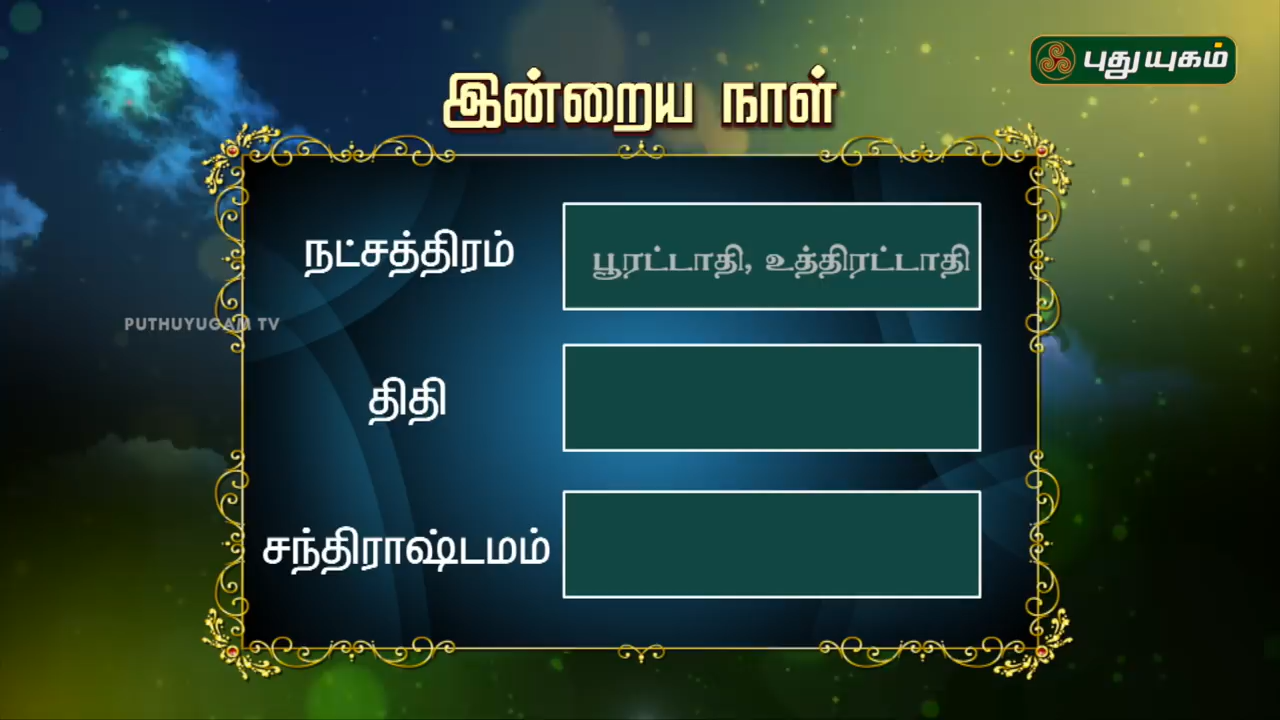 புதுயுகம்
இன்றைய நாள்
நட்சத்திரம்
பூரட்டாதி, உத்திரட்டாதி
PUTHUYUGAM TV
திதி
சந்திராஷ்டமம்